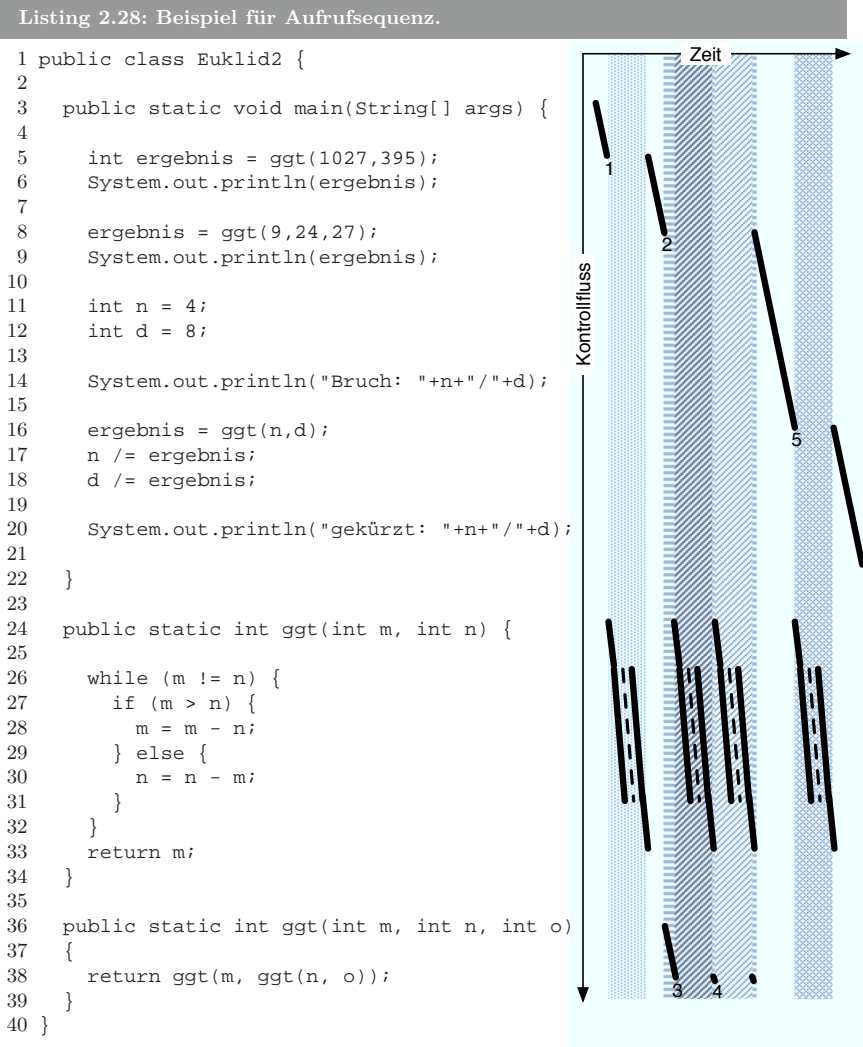 Listing 2.28: Beispiel für Aufrufsequenz.
1 public class Euklid2 {
2
3   public static void main(String[] args) {
4
5     int ergebnis = ggt(1027,395);
6     System.out.println(ergebnis);
7
8     ergebnis = ggt(9,24,27);
9     System.out.println(ergebnis);
10
11     int n = 4;
12     int d = 8;
13
14     System.out.println("Bruch: "+n+"/"+d);
15
16     ergebnis = ggt(n,d);
17     n /= ergebnis;
18     d /= ergebnis;
19
20     System.out.println("gekürzt: "+n+"/"+d);
21
22   }
23
24   public static int ggt(int m, int n) {
25
26     while (m != n) {
27       if (m > n) {
28         m = m - n;
29       } else {
30         n = n - m;
31       }
32     }
33     return m;
34   }
35
36   public static int ggt(int m, int n, int o)
37   {
38     return ggt(m, ggt(n, o));
39   }
40 }
Zeit
Kontrollfluss
1
2
5
3
4